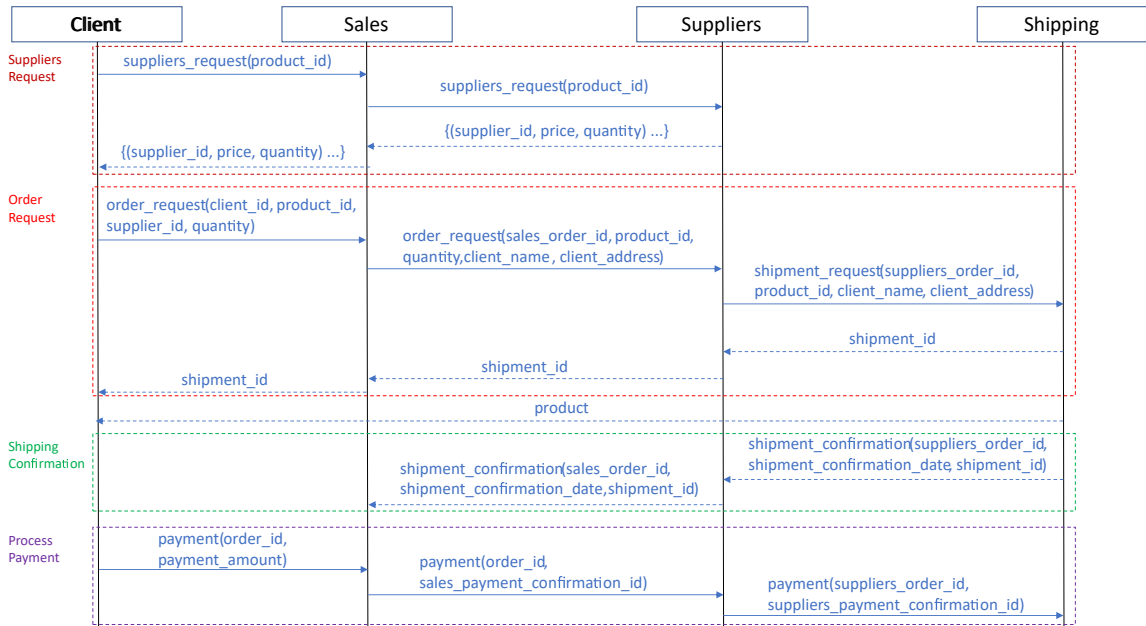 Client
Sales
Suppliers
Shipping
Suppliers
Request
suppliers_request(product_id)
suppliers_request(product_id)
{(supplier_id, price, quantity) ...}
{(supplier_id, price, quantity) ...}
Order
Request
order_request(client_id, product_id,
supplier_id, quantity)
order_request(sales_order_id, product_id,
quantity,client_name , client_address)
shipment_request(suppliers_order_id,
product_id, client_name, client_address)
shipment_id
shipment_id
shipment_id
product
Shipping
Confirmation
shipment_confirmation(suppliers_order_id,
shipment_confirmation_date, shipment_id)
shipment_confirmation(sales_order_id,
shipment_confirmation_date,shipment_id)
Process
Payment
payment(order_id,
payment_amount)
payment(order_id,
sales_payment_confirmation_id)
payment(suppliers_order_id,
suppliers_payment_confirmation_id)